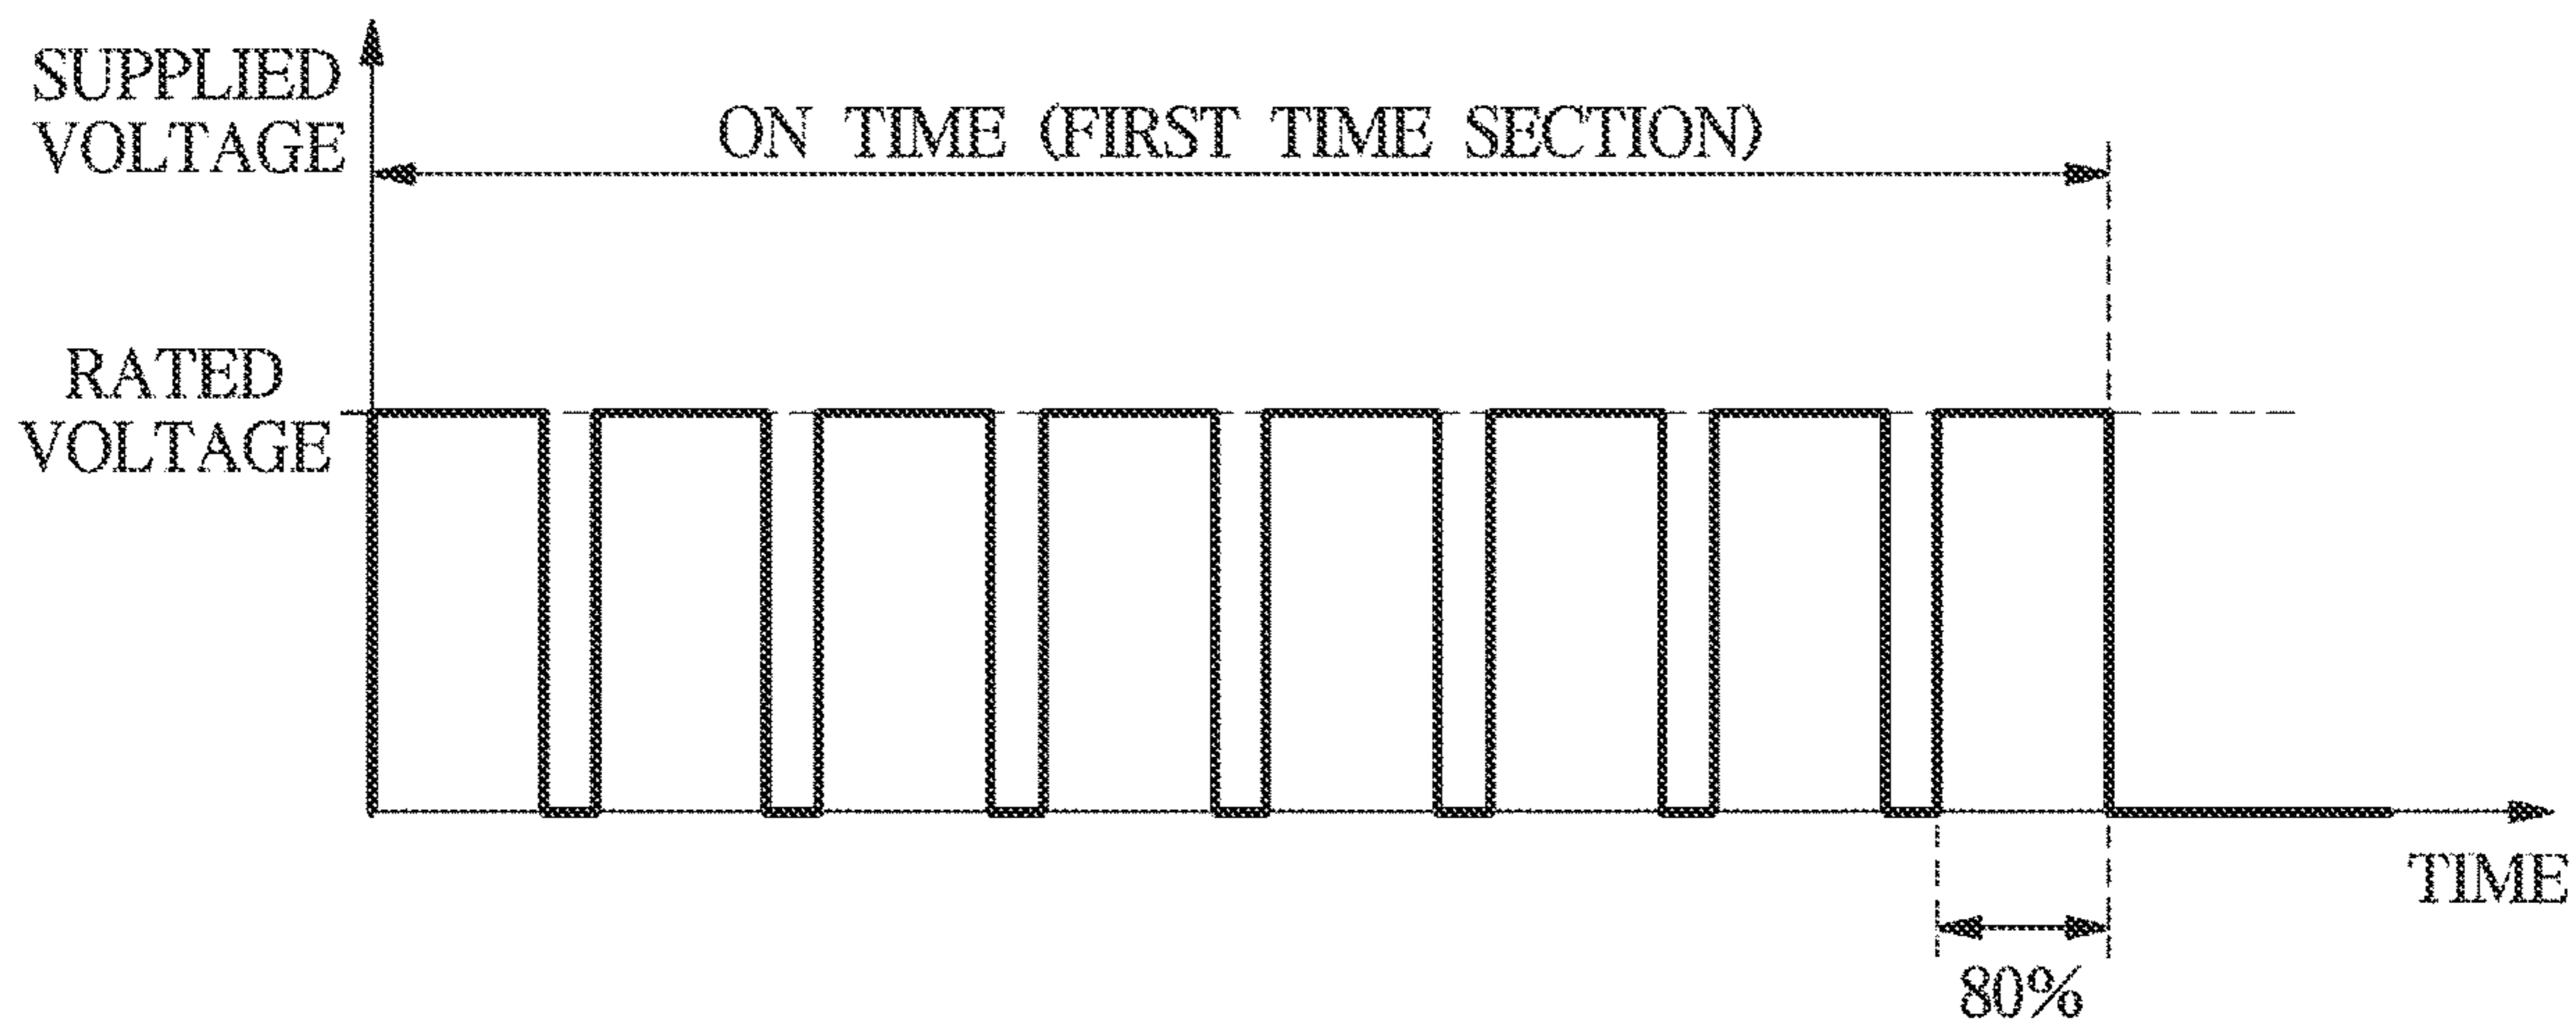 SUPPLIED
VOLTAGE
ON TIME (FIRST TIME SECTION)
RATED
VOLTAGE
TIME
80%